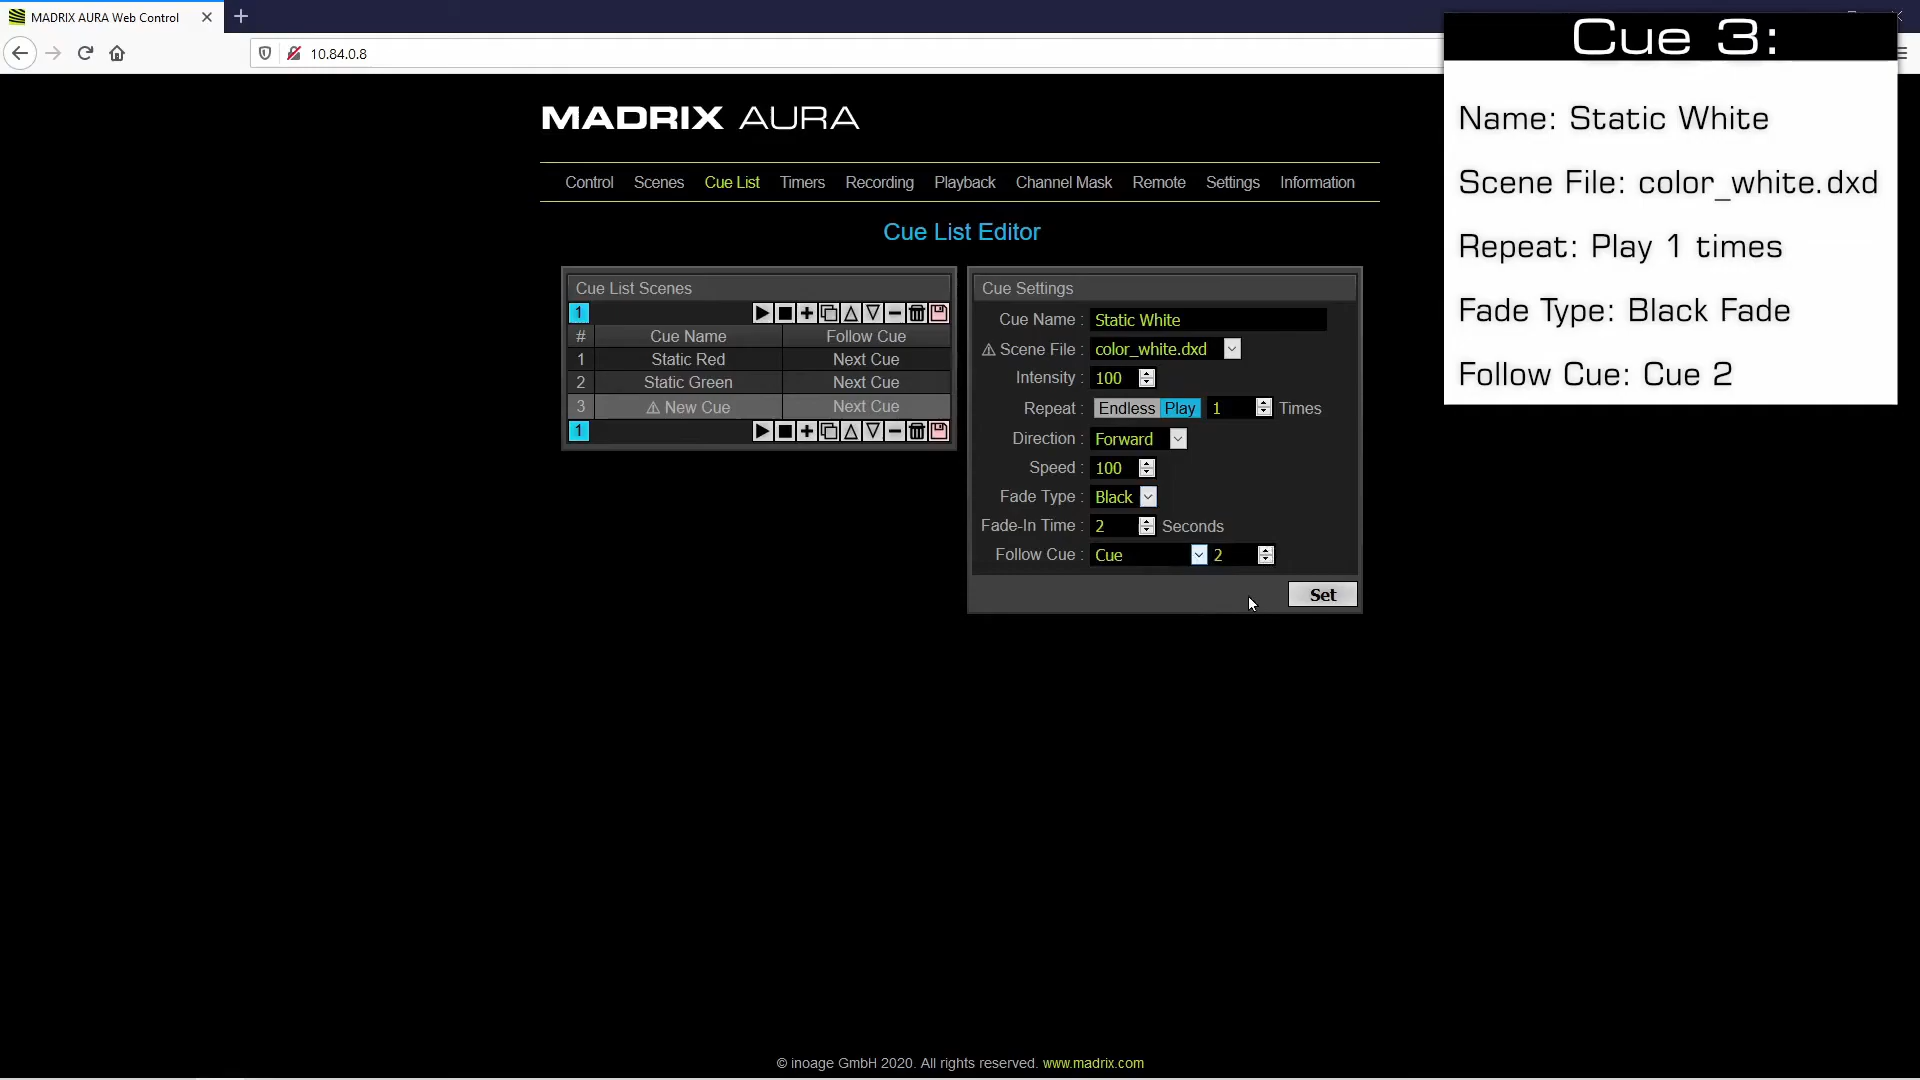 MADRIX AURA Web Control
10.84.0.8
Cue 3:
Name: Static White
Scene File: color_white.dxd
Repeat: Play 1 times
Fade Type: Black Fade
Follow Cue: Cue 2
MADRIX AURA
Control Scenes Cue List Timers Recording Playback Channel Mask Remote Settings Information
Cue List Editor
Cue List Scenes
1
# Cue Name Follow Cue
1 Static Red Next Cue
2 Static Green Next Cue
3 New Cue Next Cue
1
Cue Settings
Cue Name : Static White
Scene File : color_white.dxd
Intensity : 100
Repeat : Endless Play 1 Times
Direction : Forward
Speed : 100
Fade Type : Black
Fade-In Time : 2 Seconds
Follow Cue : Cue 2
Set
© inoage GmbH 2020. All rights reserved. www.madrix.com